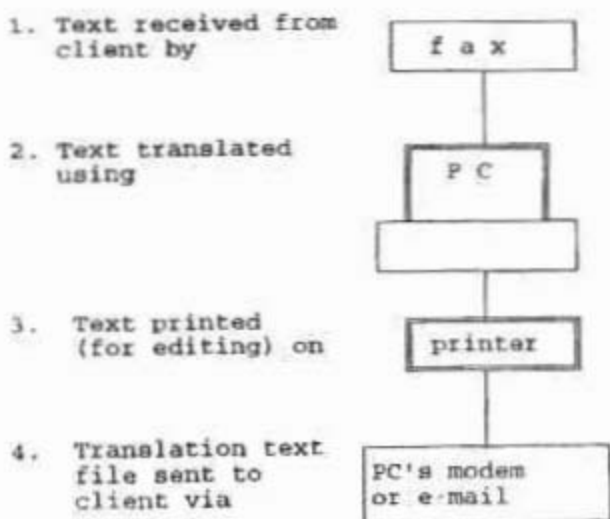 1. Text received from
client by
f a x
2. Text translated
using
P C
3. Text printed
(for editing) on
printer
4. Translation text
file sent to
client via
PC's modem
or e-mail